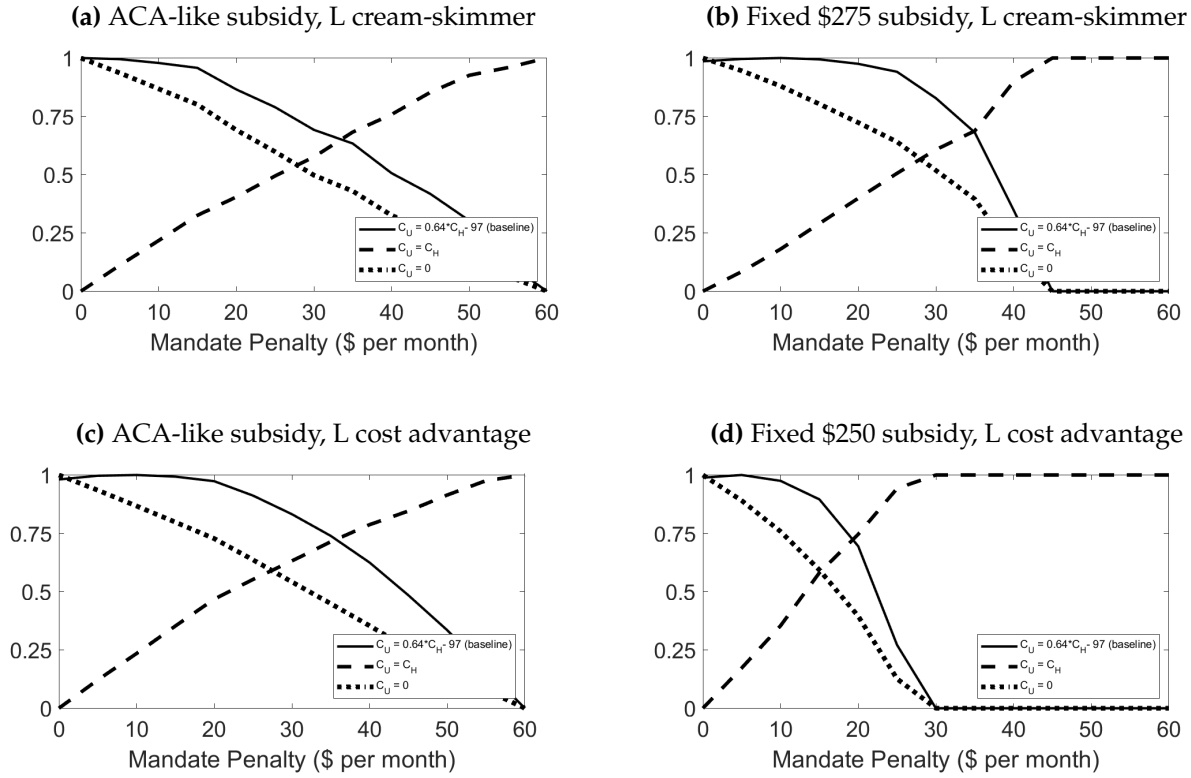 (a) ACA-like subsidy, L cream-skimmer
1
0.75
0.5
0.25
0
C_U = 0.64*C_H- 97 (baseline)
C_U = C_H
C_U = 0
0 10 20 30 40 50 60
Mandate Penalty ($ per month)
(b) Fixed $275 subsidy, L cream-skimmer
1
0.75
0.5
0.25
0
C_U = 0.64*C_H- 97 (baseline)
C_U = C_H
C_U = 0
0 10 20 30 40 50 60
Mandate Penalty ($ per month)
(c) ACA-like subsidy, L cost advantage
1
0.75
0.5
0.25
0
C_U = 0.64*C_H- 97 (baseline)
C_U = C_H
C_U = 0
0 10 20 30 40 50 60
Mandate Penalty ($ per month)
(d) Fixed $250 subsidy, L cost advantage
1
0.75
0.5
0.25
0
C_U = 0.64*C_H- 97 (baseline)
C_U = C_H
C_U = 0
0 10 20 30 40 50 60
Mandate Penalty ($ per month)